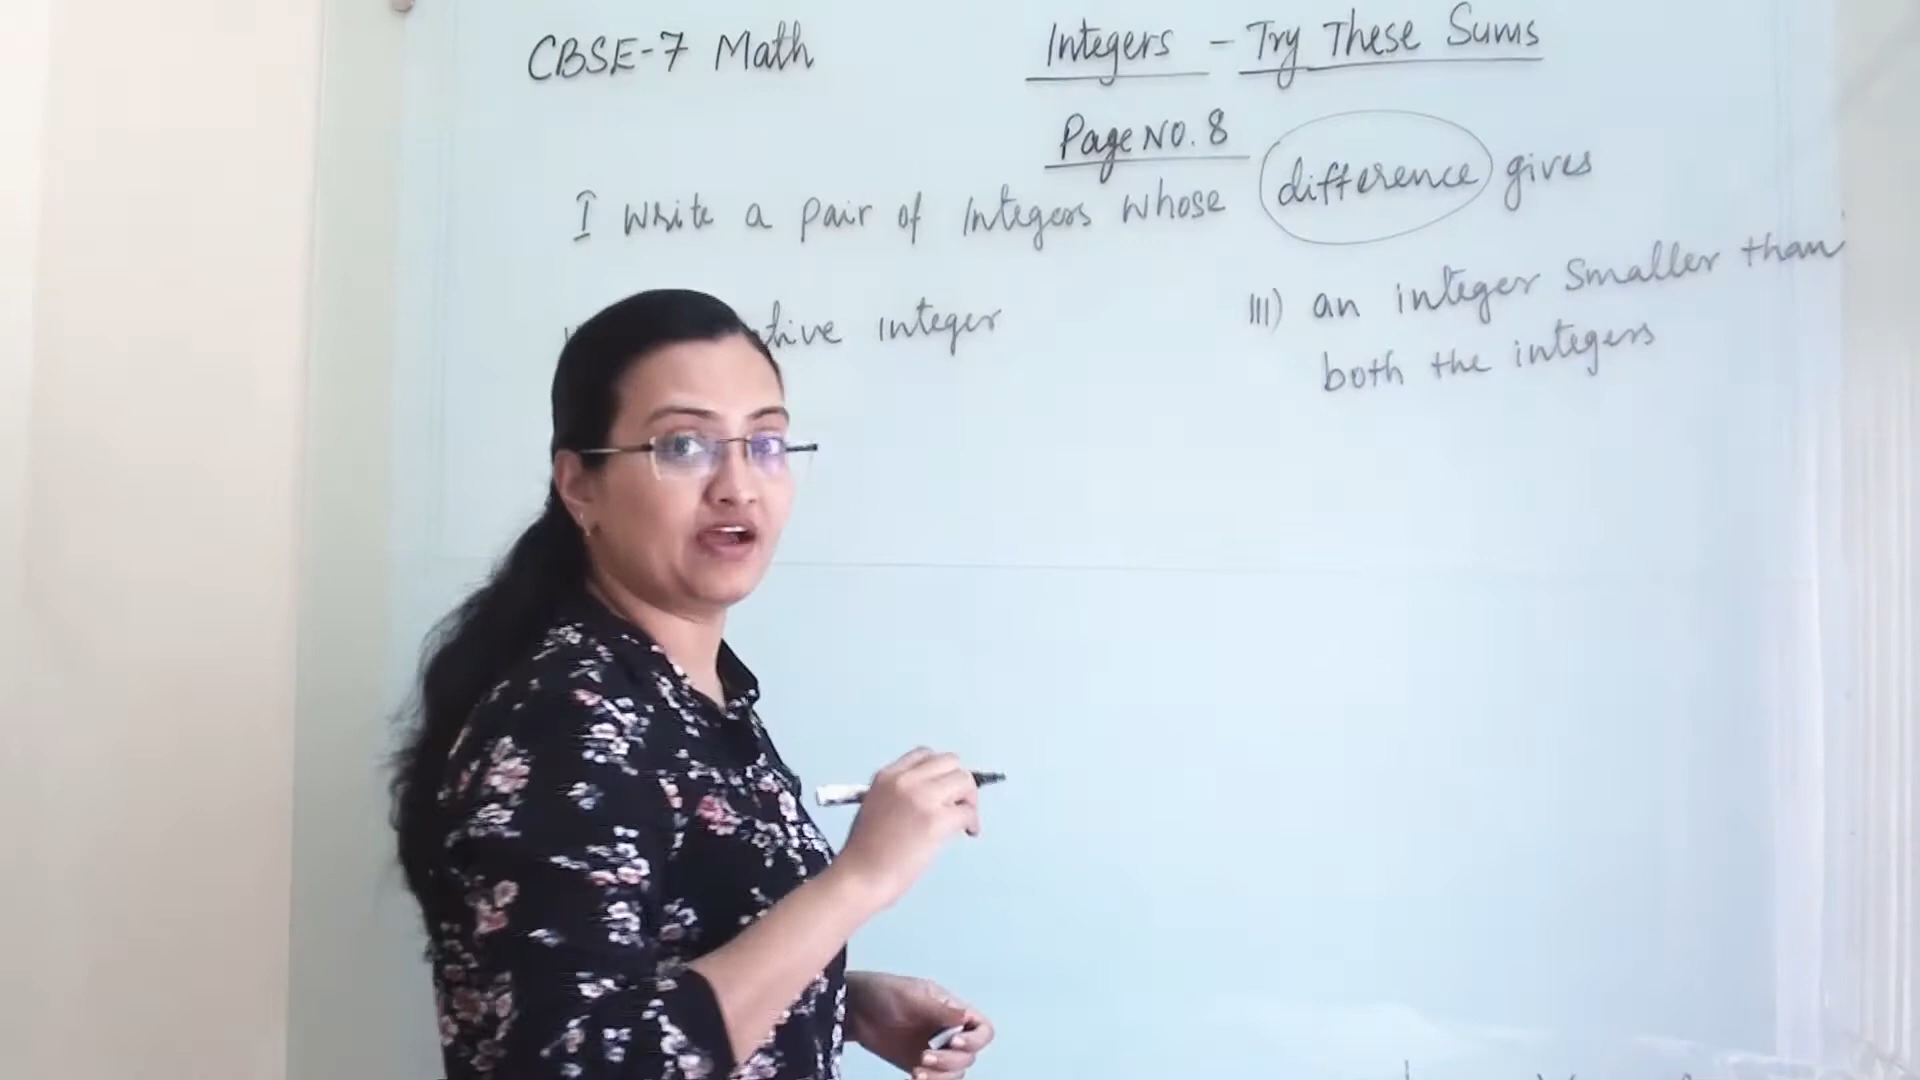 CBSE-7 Math
Integers - Try These Sums
Page No. 8
I write a pair of Integers whose difference gives
integer
III) an integer smaller than
both the integers